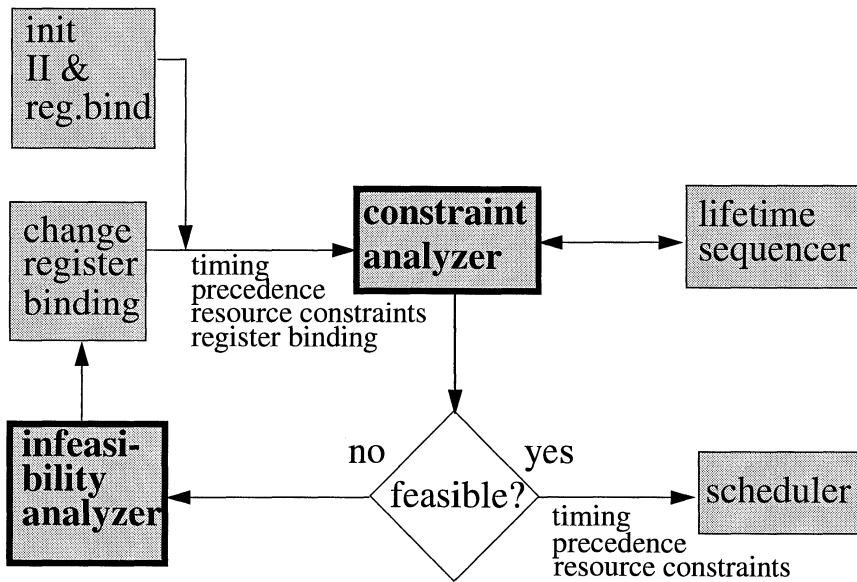 init
II &
reg.bind
change
register
binding
timing
precedence
resource constraints
register binding
constraint
analyzer
lifetime
sequencer
infeasi-
bility
analyzer
no
yes
feasible?
timing
precedence
resource constraints
scheduler